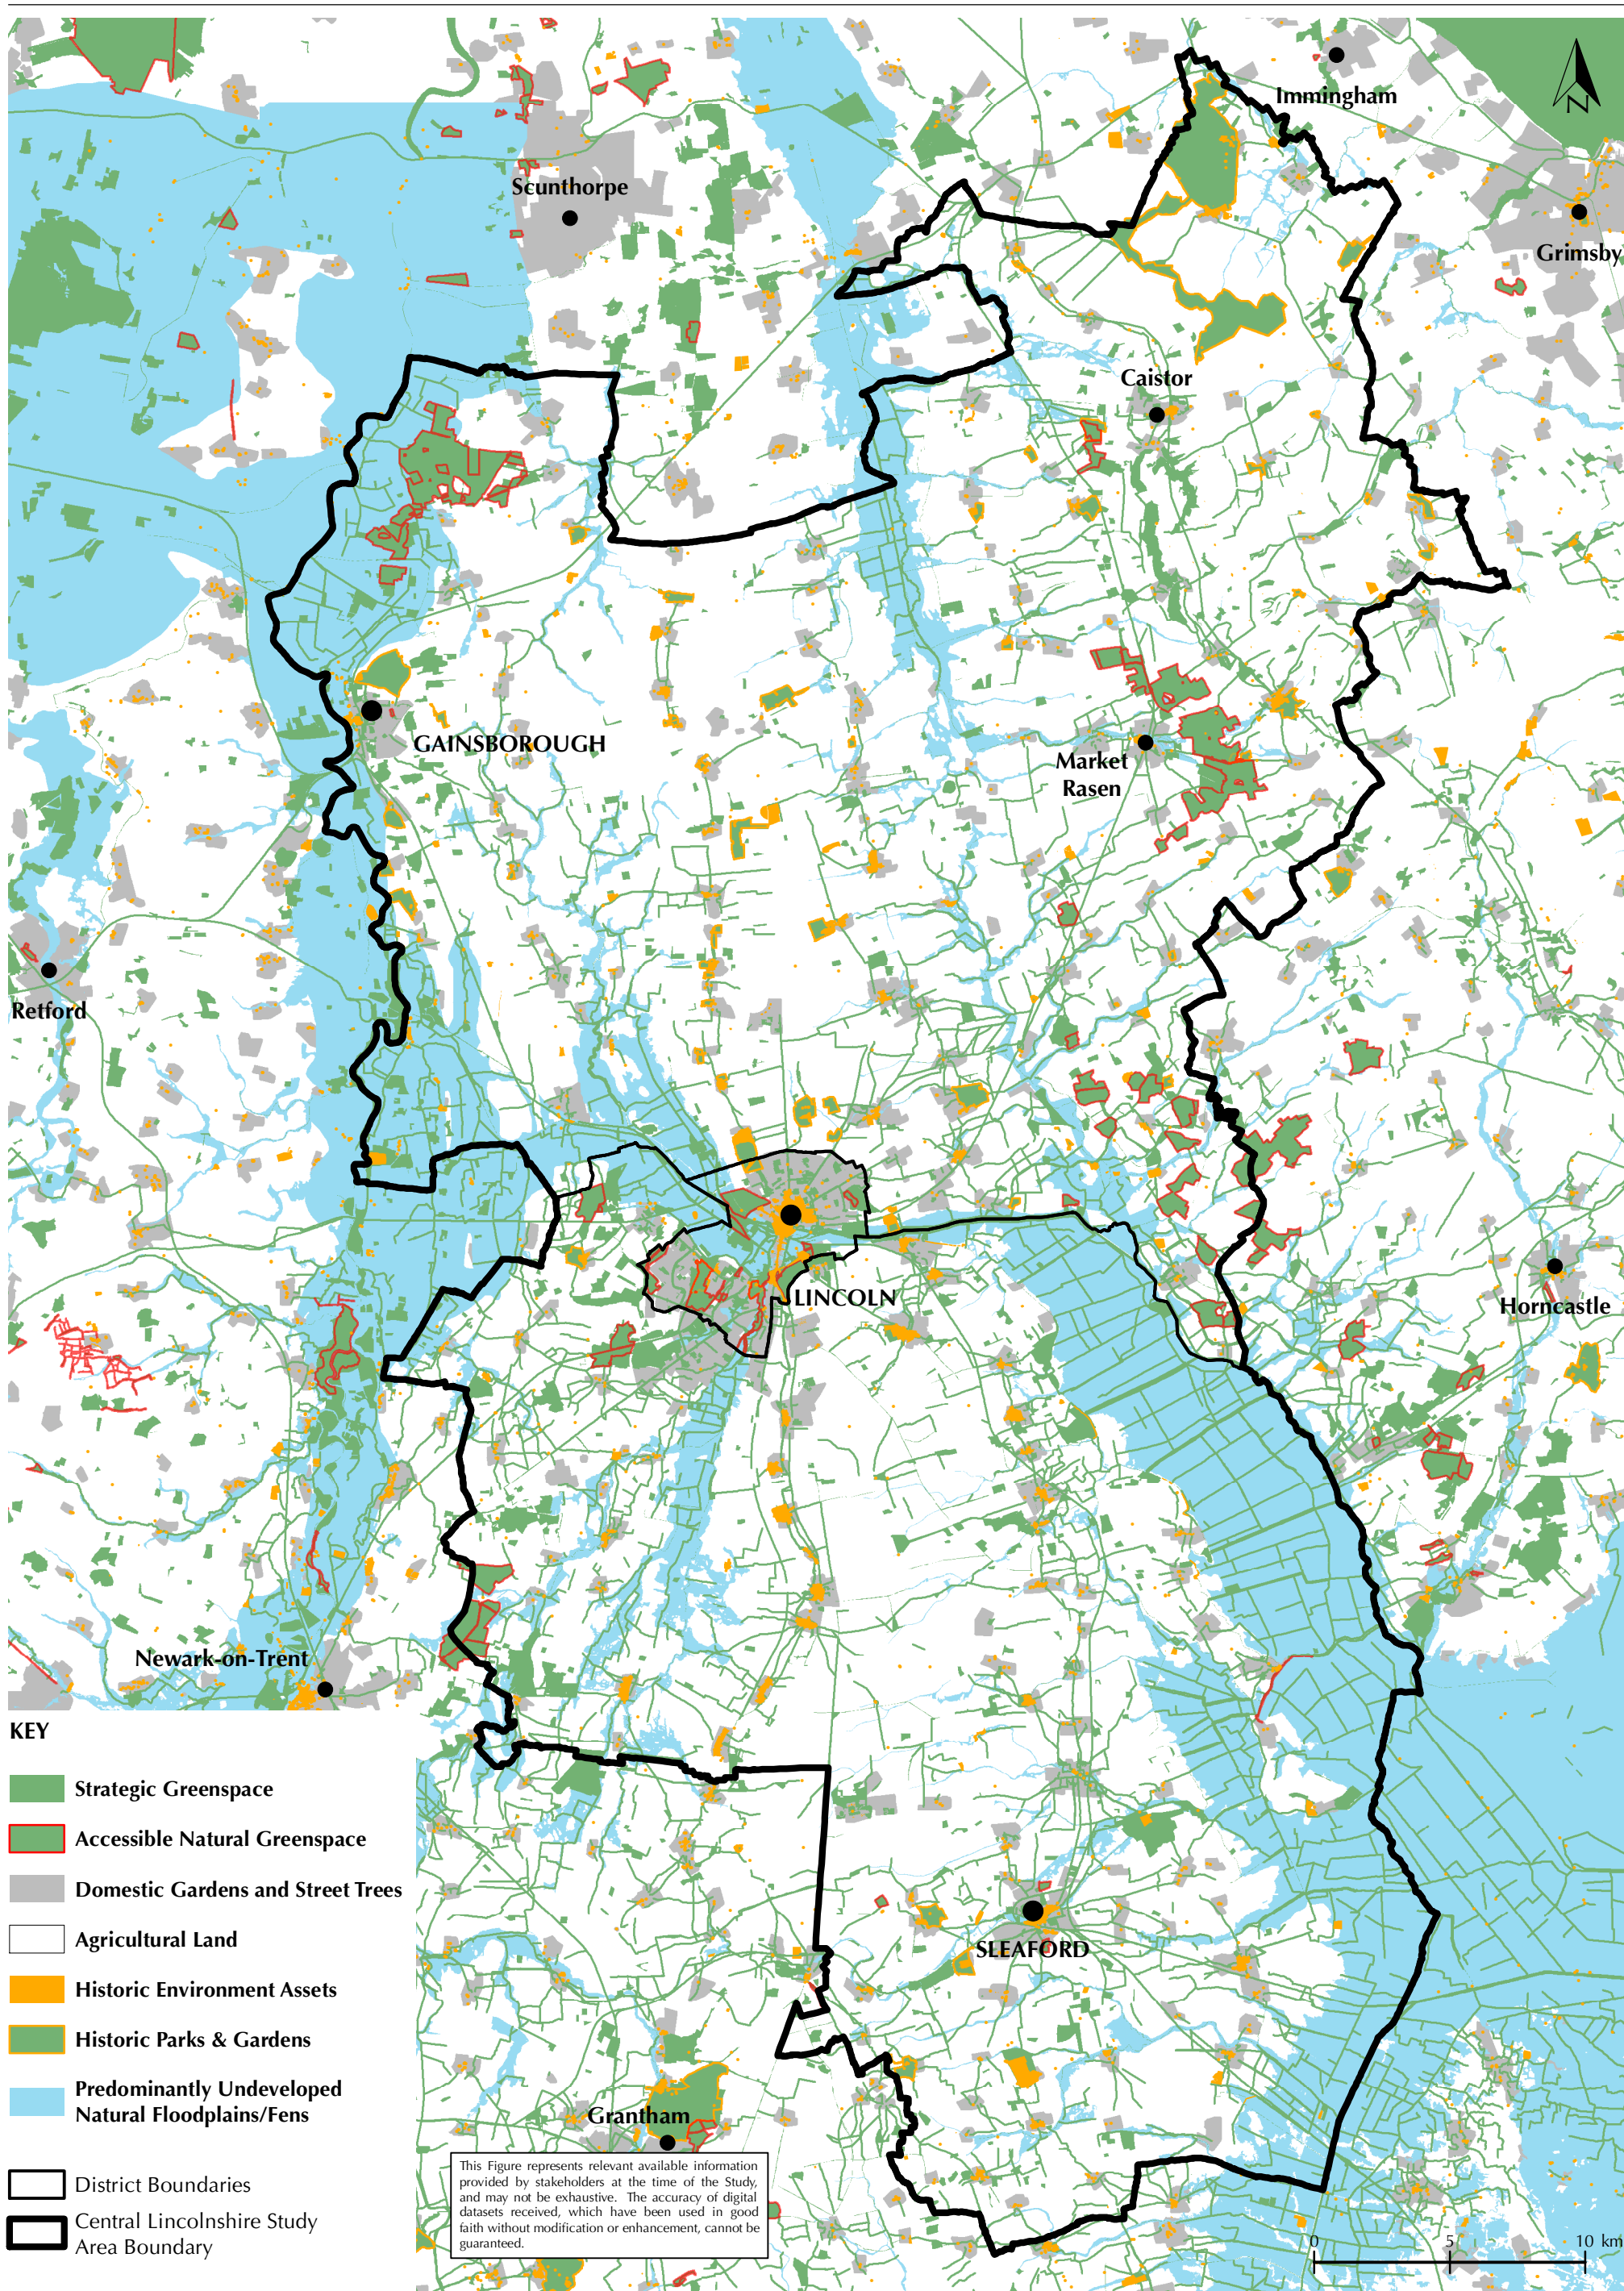 Immingham
N
Scunthorpe
Grimsby
Caistor
GAINSBOROUGH
Market
Rasen
Retford
LINCOLN
Horncastle
Newark-on-Trent
KEY
Strategic Greenspace
Accessible Natural Greenspace
Domestic Gardens and Street Trees
Agricultural Land
Historic Environment Assets
Historic Parks & Gardens
Predominantly Undeveloped
Natural Floodplains/Fens
District Boundaries
Central Lincolnshire Study
Area Boundary
SLEAFORD
Grantham
This Figure represents relevant available information
provided by stakeholders at the time of the Study,
and may not be exhaustive. The accuracy of digital
datasets received, which have been used in good
faith without modification or enhancement, cannot be
guaranteed.
0 5 10 km